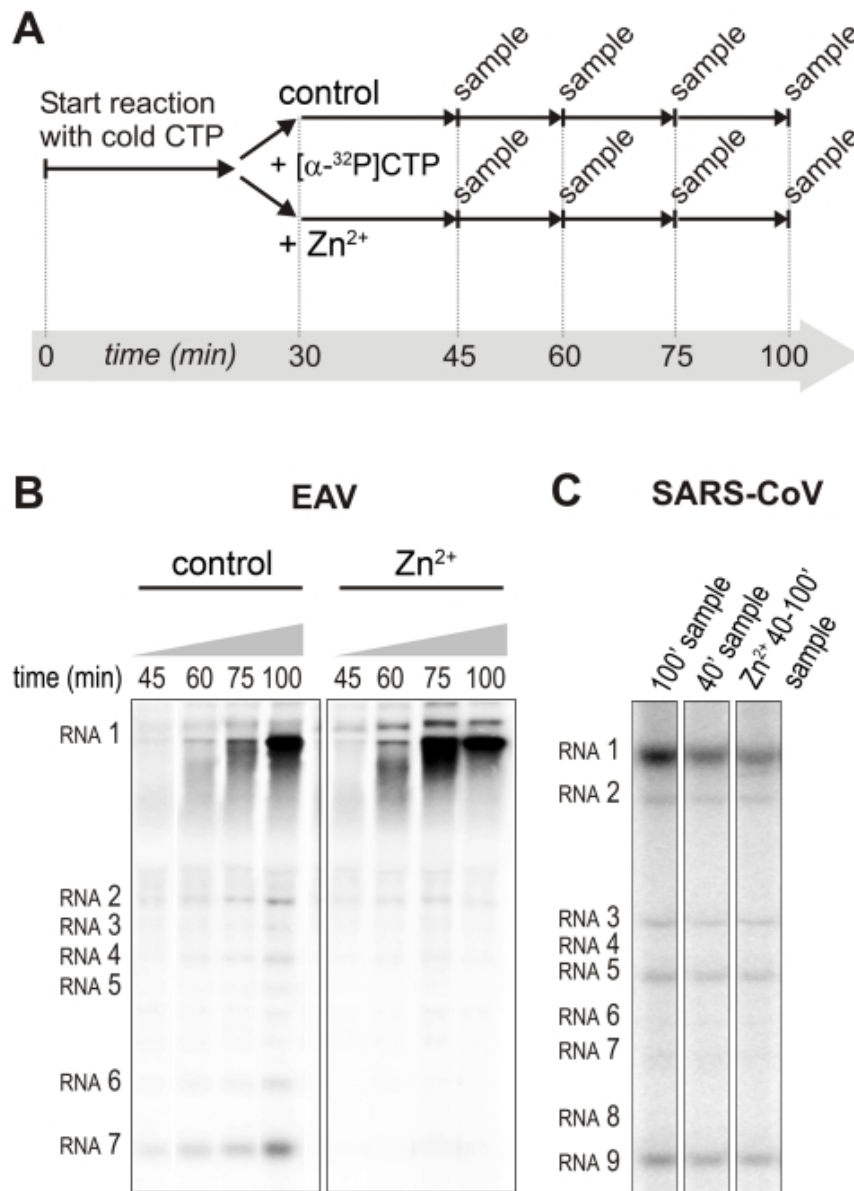 A
Start reaction
with cold CTP
control
+ [α-³²P]CTP
+ Zn²⁺
sample sample sample sample
sample sample sample sample
0 time (min) 30 45 60 75 100
B EAV
control Zn²⁺
time (min) 45 60 75 100 45 60 75 100
RNA 1
RNA 2
RNA 3
RNA 4
RNA 5
RNA 6
RNA 7
C SARS-CoV
100' sample
40' sample
Zn²⁺ 40-100'
sample
RNA 1
RNA 2
RNA 3
RNA 4
RNA 5
RNA 6
RNA 7
RNA 8
RNA 9